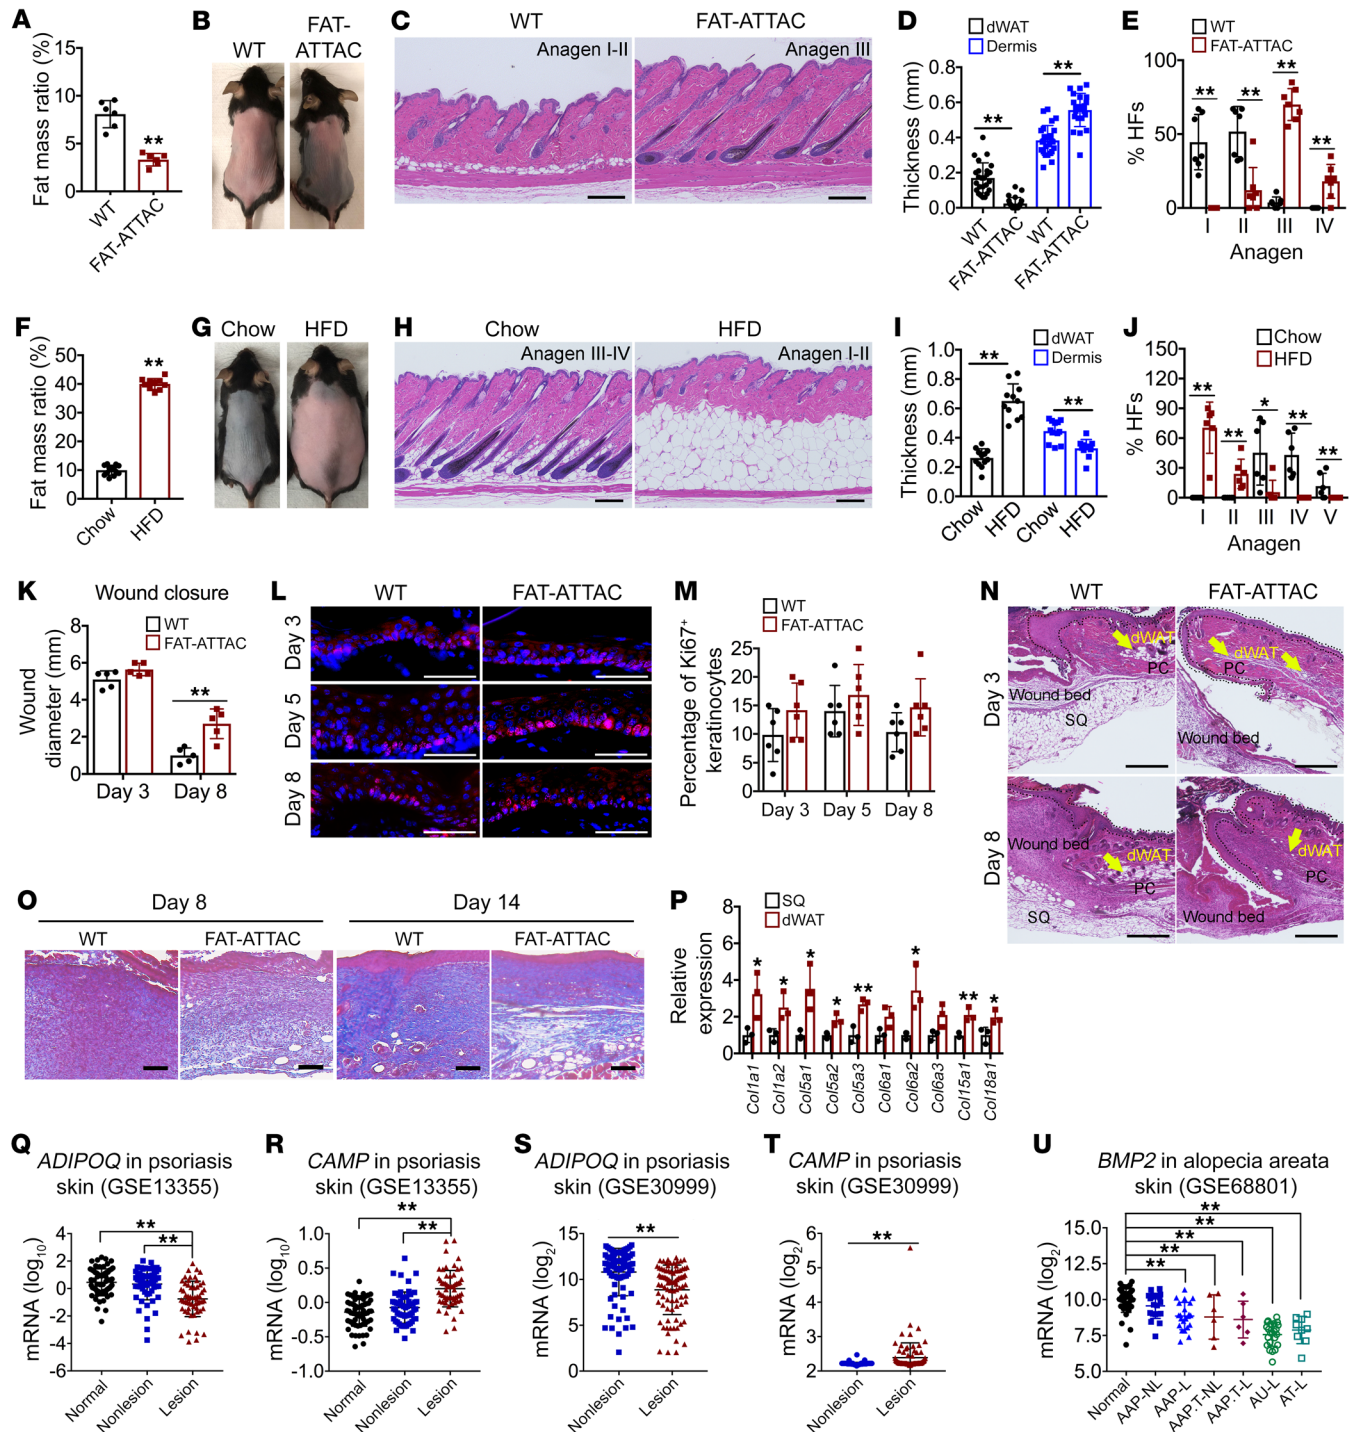 A
Fat mass ratio (%)
15
10
5
0
**
WT
FAT-ATTAC
B
WT
FAT-
ATTAC
C
WT
FAT-ATTAC
Anagen I-II
Anagen III
D
dWAT
Dermis
Thickness (mm)
0.8
0.6
0.4
0.2
0.0
**
**
WT
FAT-ATTAC
WT
FAT-ATTAC
E
WT
FAT-ATTAC
% HFs
100
50
0
**
**
**
**
I
II
III
IV
Anagen
F
Fat mass ratio (%)
50
40
30
20
10
0
**
Chow
HFD
G
Chow
HFD
H
Chow
HFD
Anagen III-IV
Anagen I-II
I
dWAT
Dermis
Thickness (mm)
1.0
0.8
0.6
0.4
0.2
0.0
**
**
Chow
HFD
Chow
HFD
J
Chow
HFD
% HFs
150
120
90
60
30
0
**
**
*
**
**
I
II
III
IV
V
Anagen
K
Wound closure
WT
FAT-ATTAC
Wound
diameter (mm)
8
6
4
2
0
**
Day 3
Day 8
L
WT
FAT-ATTAC
Day 3
Day 5
Day 8
M
WT
FAT-ATTAC
Percentage of Ki67+
keratinocytes
25
20
15
10
5
0
Day 3
Day 5
Day 8
N
WT
FAT-ATTAC
Day 3
dWAT
PC
Wound bed
SQ
dWAT
PC
Wound bed
Day 8
Wound bed
dWAT
PC
SQ
dWAT
PC
Wound bed
O
Day 8
Day 14
WT
FAT-ATTAC
WT
FAT-ATTAC
P
SQ
dWAT
Relative
expression
8
6
4
2
0
*
*
*
*
**
*
**
*
Col1a1
Col1a2
Col5a1
Col5a2
Col5a3
Col6a1
Col6a2
Col6a3
Col15a1
Col18a1
Q
ADIPOQ in psoriasis
skin (GSE13355)
**
**
mRNA (log10)
4
2
0
-2
-4
-6
Normal
Nonlesion
Lesion
R
CAMP in psoriasis
skin (GSE13355)
**
**
mRNA (log10)
1.0
0.5
0.0
-0.5
-1.0
Normal
Nonlesion
Lesion
S
ADIPOQ in psoriasis
skin (GSE30999)
**
mRNA (log2)
15
10
5
0
Nonlesion
Lesion
T
CAMP in psoriasis
skin (GSE30999)
**
mRNA (log2)
6
5
4
3
2
Nonlesion
Lesion
U
BMP2 in alopecia areata
skin (GSE68801)
**
**
**
**
**
mRNA (log2)
15.0
10.0
7.5
5.0
Normal
AAP-NL
AAP-L
AAP.T-NL
AAP.T-L
AU-L
AT-L